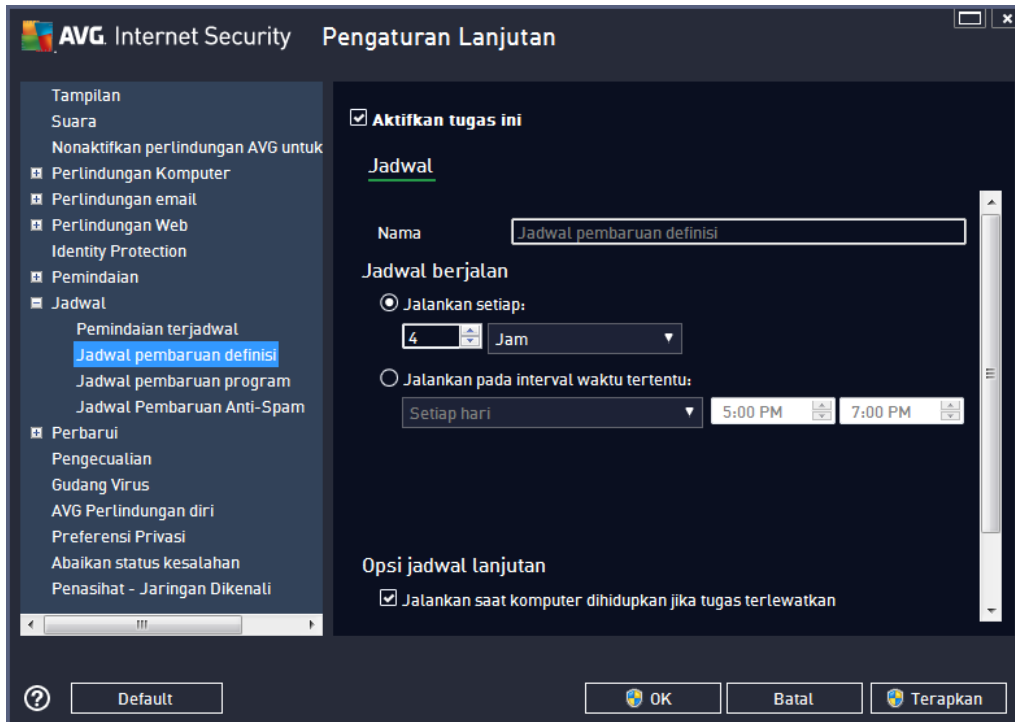 AVG. Internet Security Pengaturan Lanjutan
Tampilan
Suara
Nonaktifkan perlindungan AVG untuk
Perlindungan Komputer
Perlindungan email
Perlindungan Web
Identity Protection
Pemindaian
Jadwal
Pemindaian terjadwal
Jadwal pembaruan definisi
Jadwal pembaruan program
Jadwal Pembaruan Anti-Spam
Perbarui
Pengecualian
Gudang Virus
AVG Perlindungan diri
Preferensi Privasi
Abaikan status kesalahan
Penasihat - Jaringan Dikenali
Aktifkan tugas ini
Jadwal
Nama Jadwal pembaruan definisi
Jadwal berjalan
Jalankan setiap:
4 Jam
Jalankan pada interval waktu tertentu:
Setiap hari 5:00 PM 7:00 PM
Opsi jadwal lanjutan
Jalankan saat komputer dihidupkan jika tugas terlewatkan
? Default OK Batal Terapkan